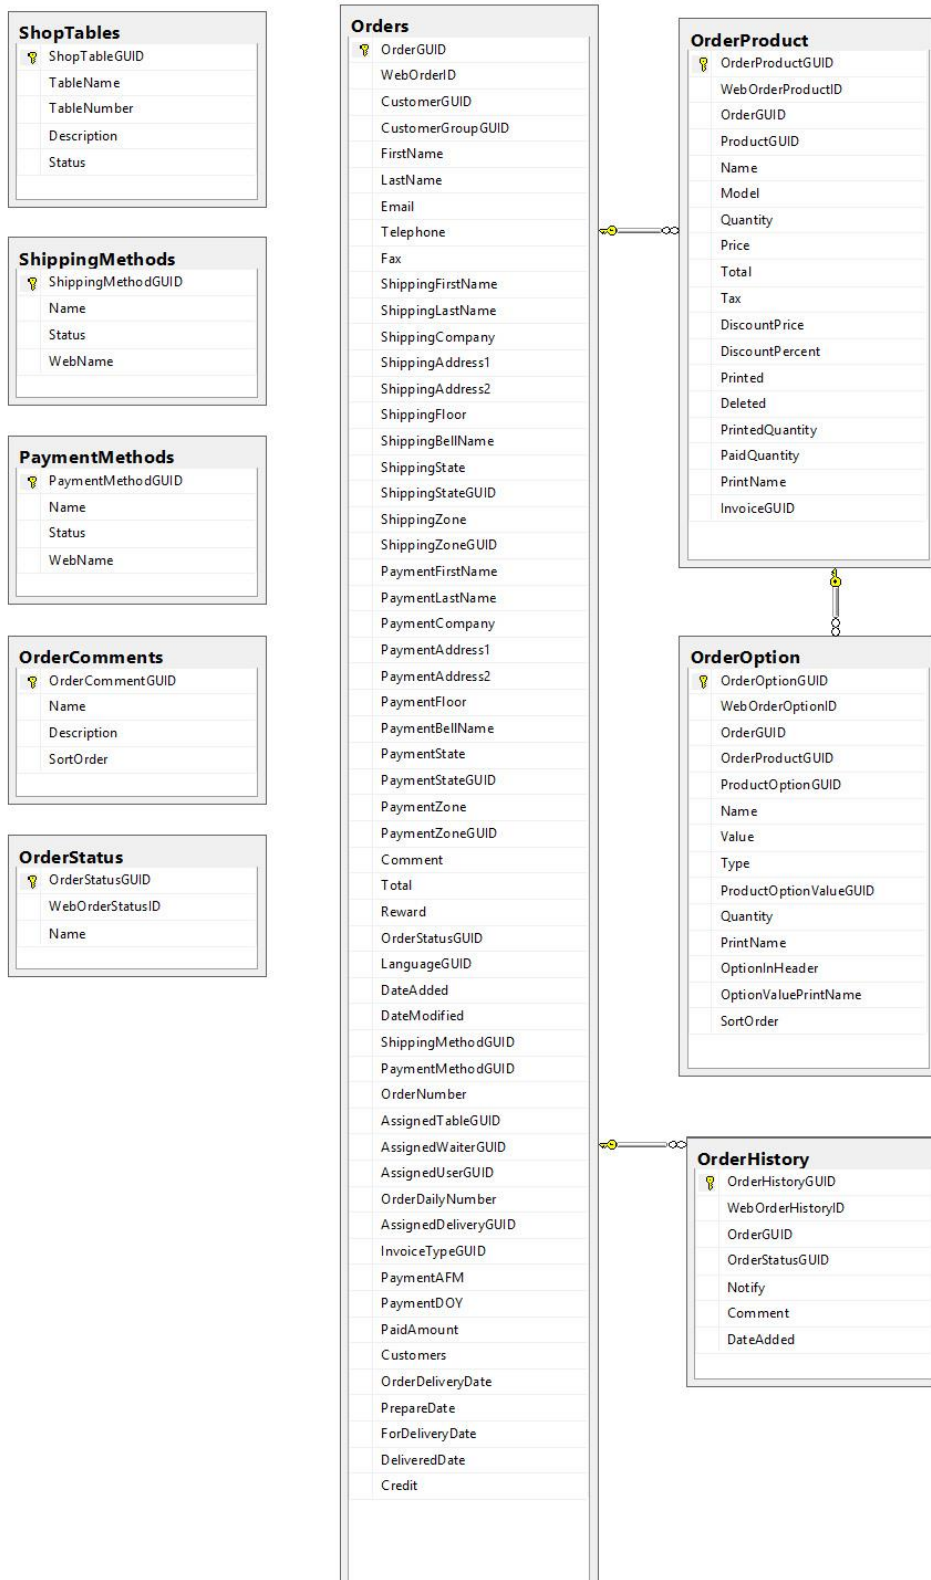 ShopTables
ShopTableGUID
TableName
TableNumber
Description
Status
ShippingMethods
ShippingMethodGUID
Name
Status
WebName
PaymentMethods
PaymentMethodGUID
Name
Status
WebName
OrderComments
OrderCommentGUID
Name
Description
SortOrder
OrderStatus
OrderStatusGUID
WebOrderStatusID
Name
Orders
OrderGUID
WebOrderID
CustomerGUID
CustomerGroupGUID
FirstName
LastName
Email
Telephone
Fax
ShippingFirstName
ShippingLastName
ShippingCompany
ShippingAddress1
ShippingAddress2
ShippingFloor
ShippingBellName
ShippingState
ShippingStateGUID
ShippingZone
ShippingZoneGUID
PaymentFirstName
PaymentLastName
PaymentCompany
PaymentAddress1
PaymentAddress2
PaymentFloor
PaymentBellName
PaymentState
PaymentStateGUID
PaymentZone
PaymentZoneGUID
Comment
Total
Reward
OrderStatusGUID
LanguageGUID
DateAdded
DateModified
ShippingMethodGUID
PaymentMethodGUID
OrderNumber
AssignedTableGUID
AssignedWaiterGUID
AssignedUserGUID
OrderDailyNumber
AssignedDeliveryGUID
InvoiceTypeGUID
PaymentAFM
PaymentDOY
PaidAmount
Customers
OrderDeliveryDate
PrepareDate
ForDeliveryDate
DeliveredDate
Credit
OrderProduct
OrderProductGUID
WebOrderProductID
OrderGUID
ProductGUID
Name
Model
Quantity
Price
Total
Tax
DiscountPrice
DiscountPercent
Printed
Deleted
PrintedQuantity
PaidQuantity
PrintName
InvoiceGUID
OrderOption
OrderOptionGUID
WebOrderOptionID
OrderGUID
OrderProductGUID
ProductOptionGUID
Name
Value
Type
ProductOptionValueGUID
Quantity
PrintName
OptionInHeader
OptionValuePrintName
SortOrder
OrderHistory
OrderHistoryGUID
WebOrderHistoryID
OrderGUID
OrderStatusGUID
Notify
Comment
DateAdded